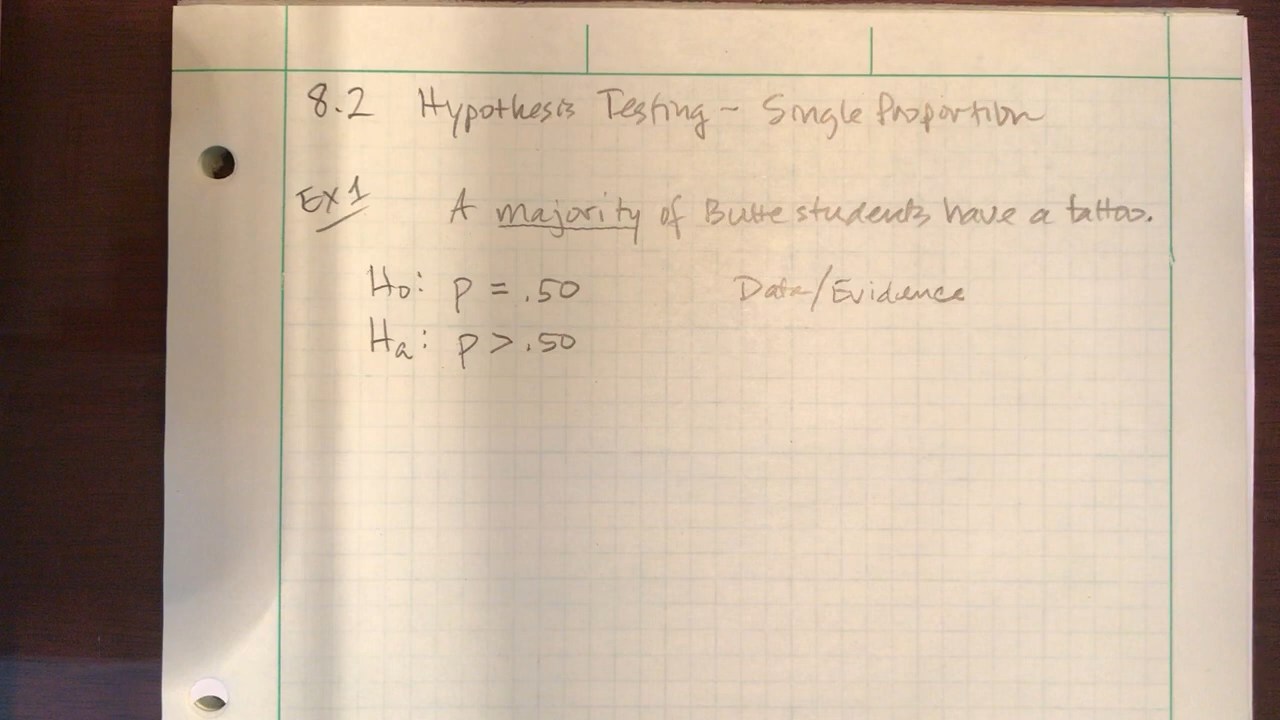 8.2 Hypothesis Testing - Single Proportion
Ex 1 A majority of Butte students have a tattoo.
H₀: p = .50 Data/Evidence
Hₐ: p > .50